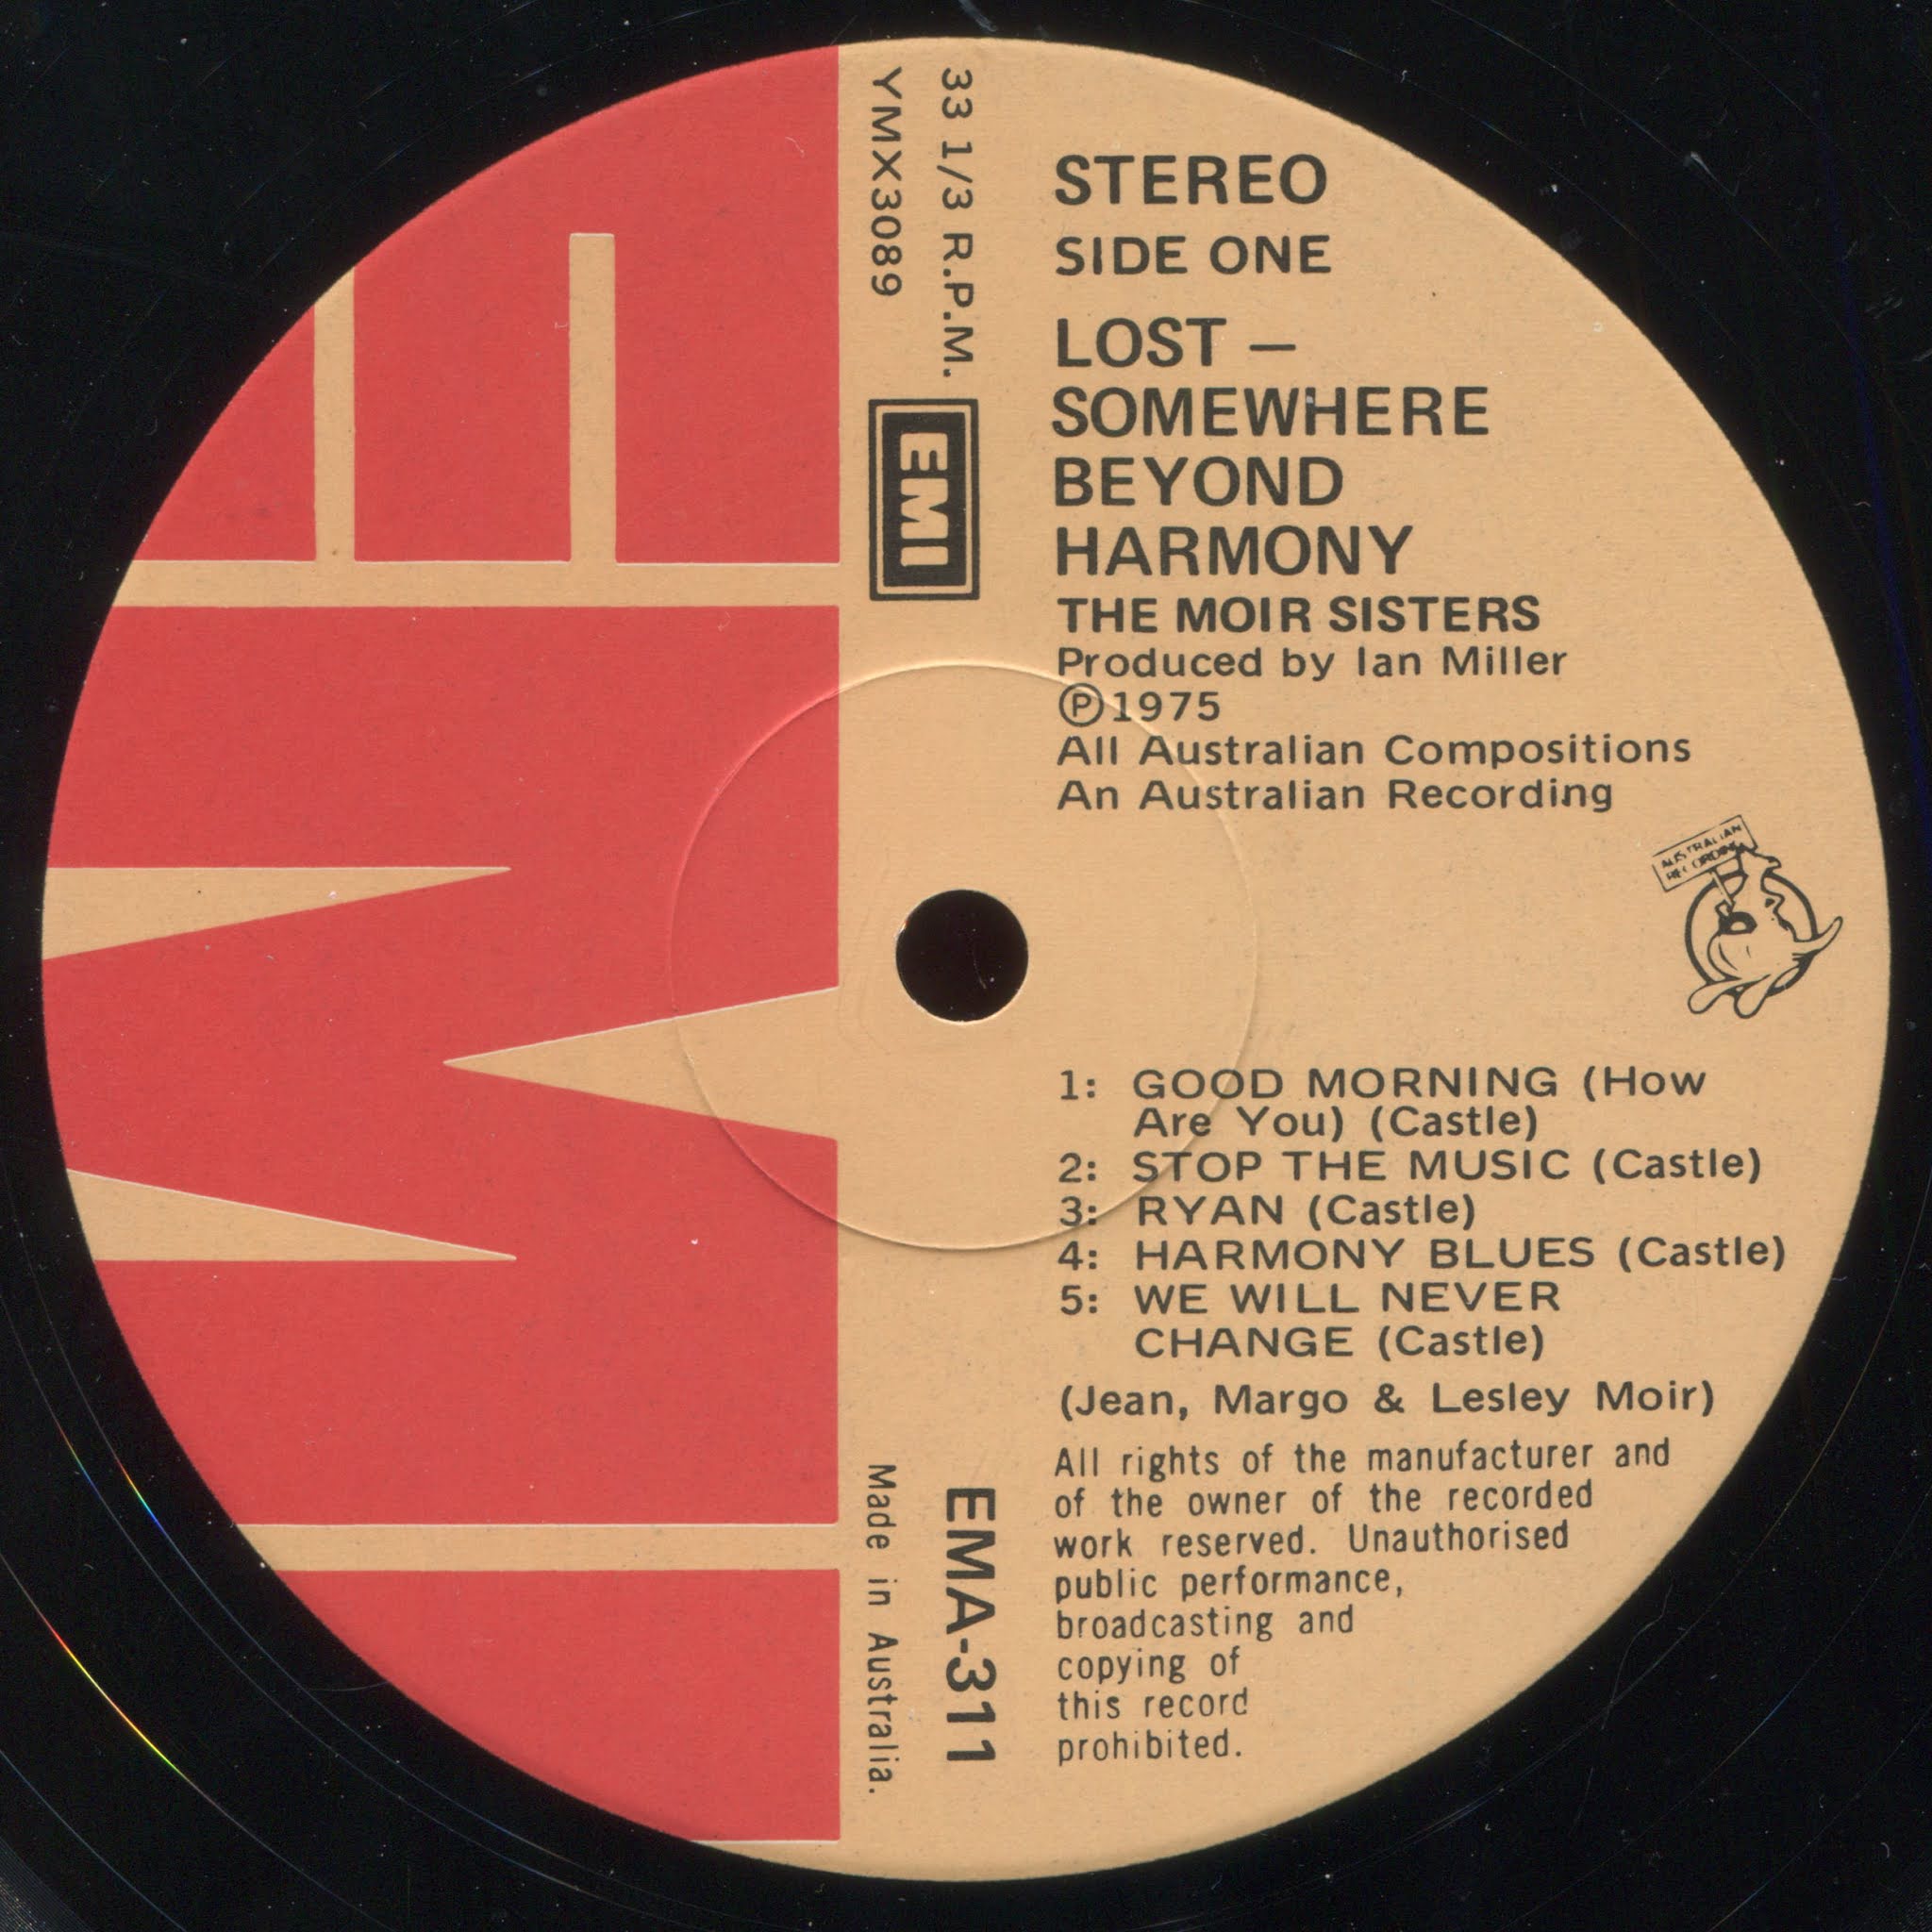 33 1/3 R.P.M.
YMX3089
EMI
STEREO
SIDE ONE
LOST —
SOMEWHERE
BEYOND
HARMONY
THE MOIR SISTERS
Produced by Ian Miller
Ⓟ1975
All Australian Compositions
An Australian Recording
AUSTRALIAN
RECORDING
1: GOOD MORNING (How
Are You) (Castle)
2: STOP THE MUSIC (Castle)
3: RYAN (Castle)
4: HARMONY BLUES (Castle)
5: WE WILL NEVER
CHANGE (Castle)
(Jean, Margo & Lesley Moir)
All rights of the manufacturer and
of the owner of the recorded
work reserved. Unauthorised
public performance,
broadcasting and
copying of
this record
prohibited.
EMA-311
Made in Australia.